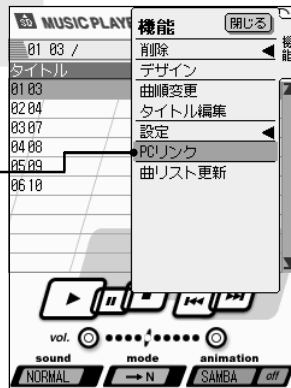 MUSIC PLAYE
機能
閉じる
機能
01 03 /
タイトル
01 03
02 04
03 07
04 08
05 09
06 10
削除
デザイン
曲順変更
タイトル編集
設定
PCリンク
曲リスト更新
vol.
sound mode animation
NORMAL → N SAMBA off